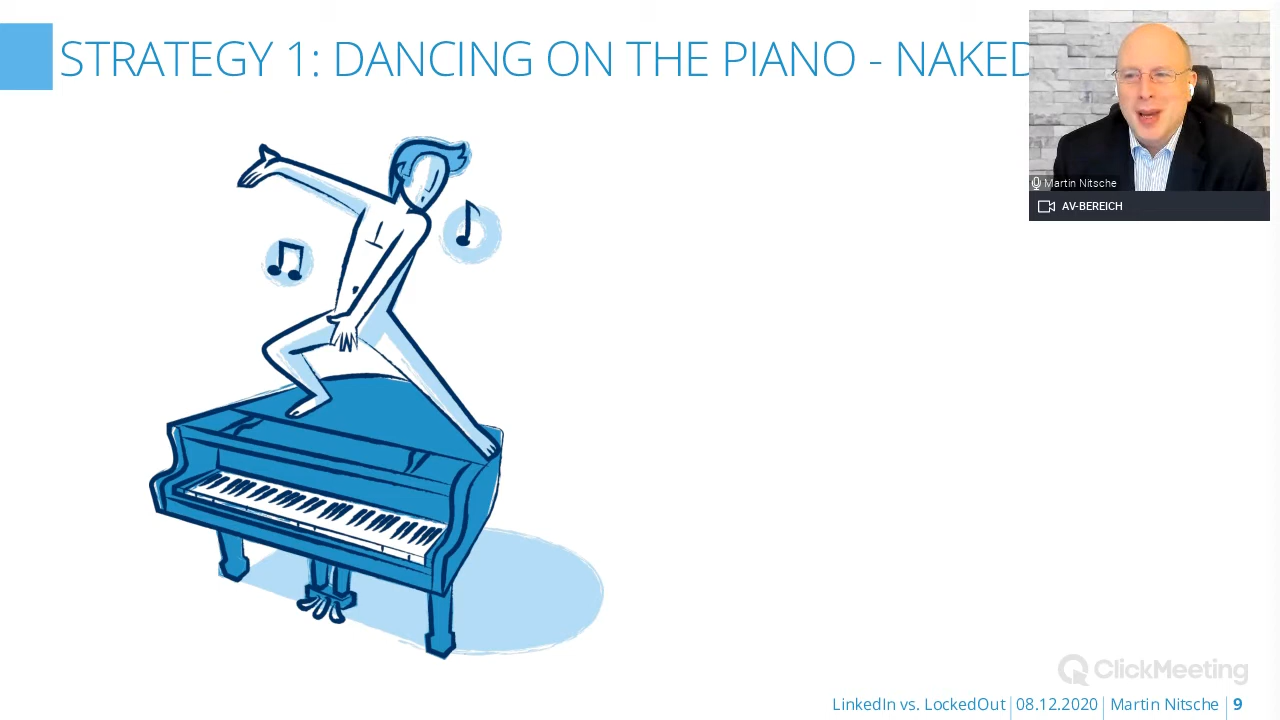 STRATEGY 1: DANCING ON THE PIANO - NAKED
Martin Nitsche
AV-BEREICH
ClickMeeting
LinkedIn vs. LockedOut | 08.12.2020 | Martin Nitsche | 9